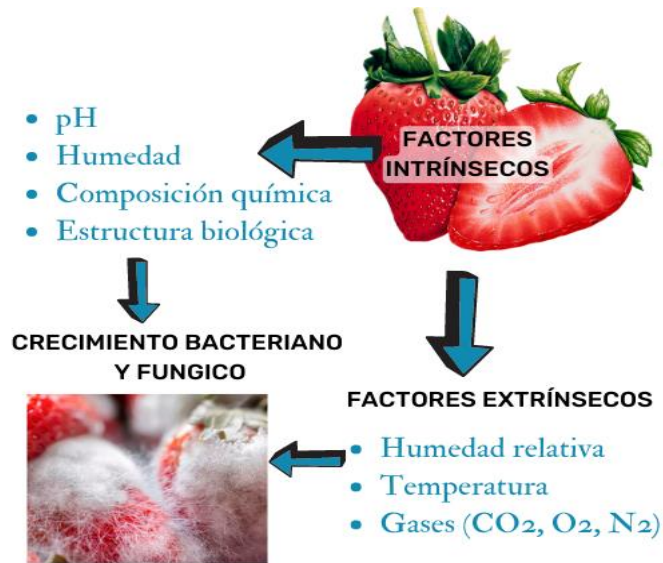 FACTORES
INTRÍNSECOS
• pH
• Humedad
• Composición química
• Estructura biológica
CRECIMIENTO BACTERIANO
Y FUNGICO
FACTORES EXTRÍNSECOS
• Humedad relativa
• Temperatura
• Gases (CO2, O2, N2)